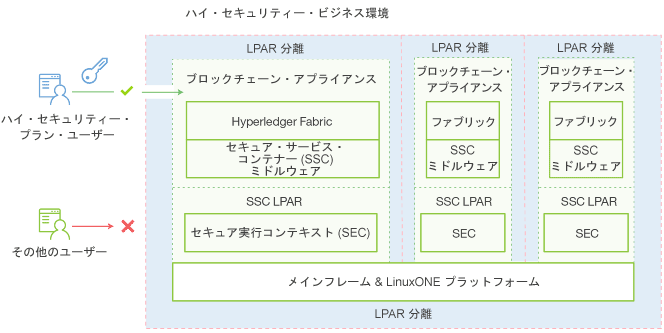 ハイ・セキュリティー・ビジネス環境
LPAR 分離
LPAR 分離
LPAR 分離
ブロックチェーン・アプライアンス
ブロックチェーン・
アプライアンス
ブロックチェーン・
アプライアンス
ハイ・セキュリティー・
プラン・ユーザー
Hyperledger Fabric
ファブリック
ファブリック
セキュア・サービス・
コンテナー (SSC)
ミドルウェア
SSC
ミドルウェア
SSC
ミドルウェア
SSC LPAR
SSC LPAR
SSC LPAR
その他のユーザー
セキュア実行コンテキスト (SEC)
SEC
SEC
メインフレーム & LinuxONE プラットフォーム
LPAR 分離